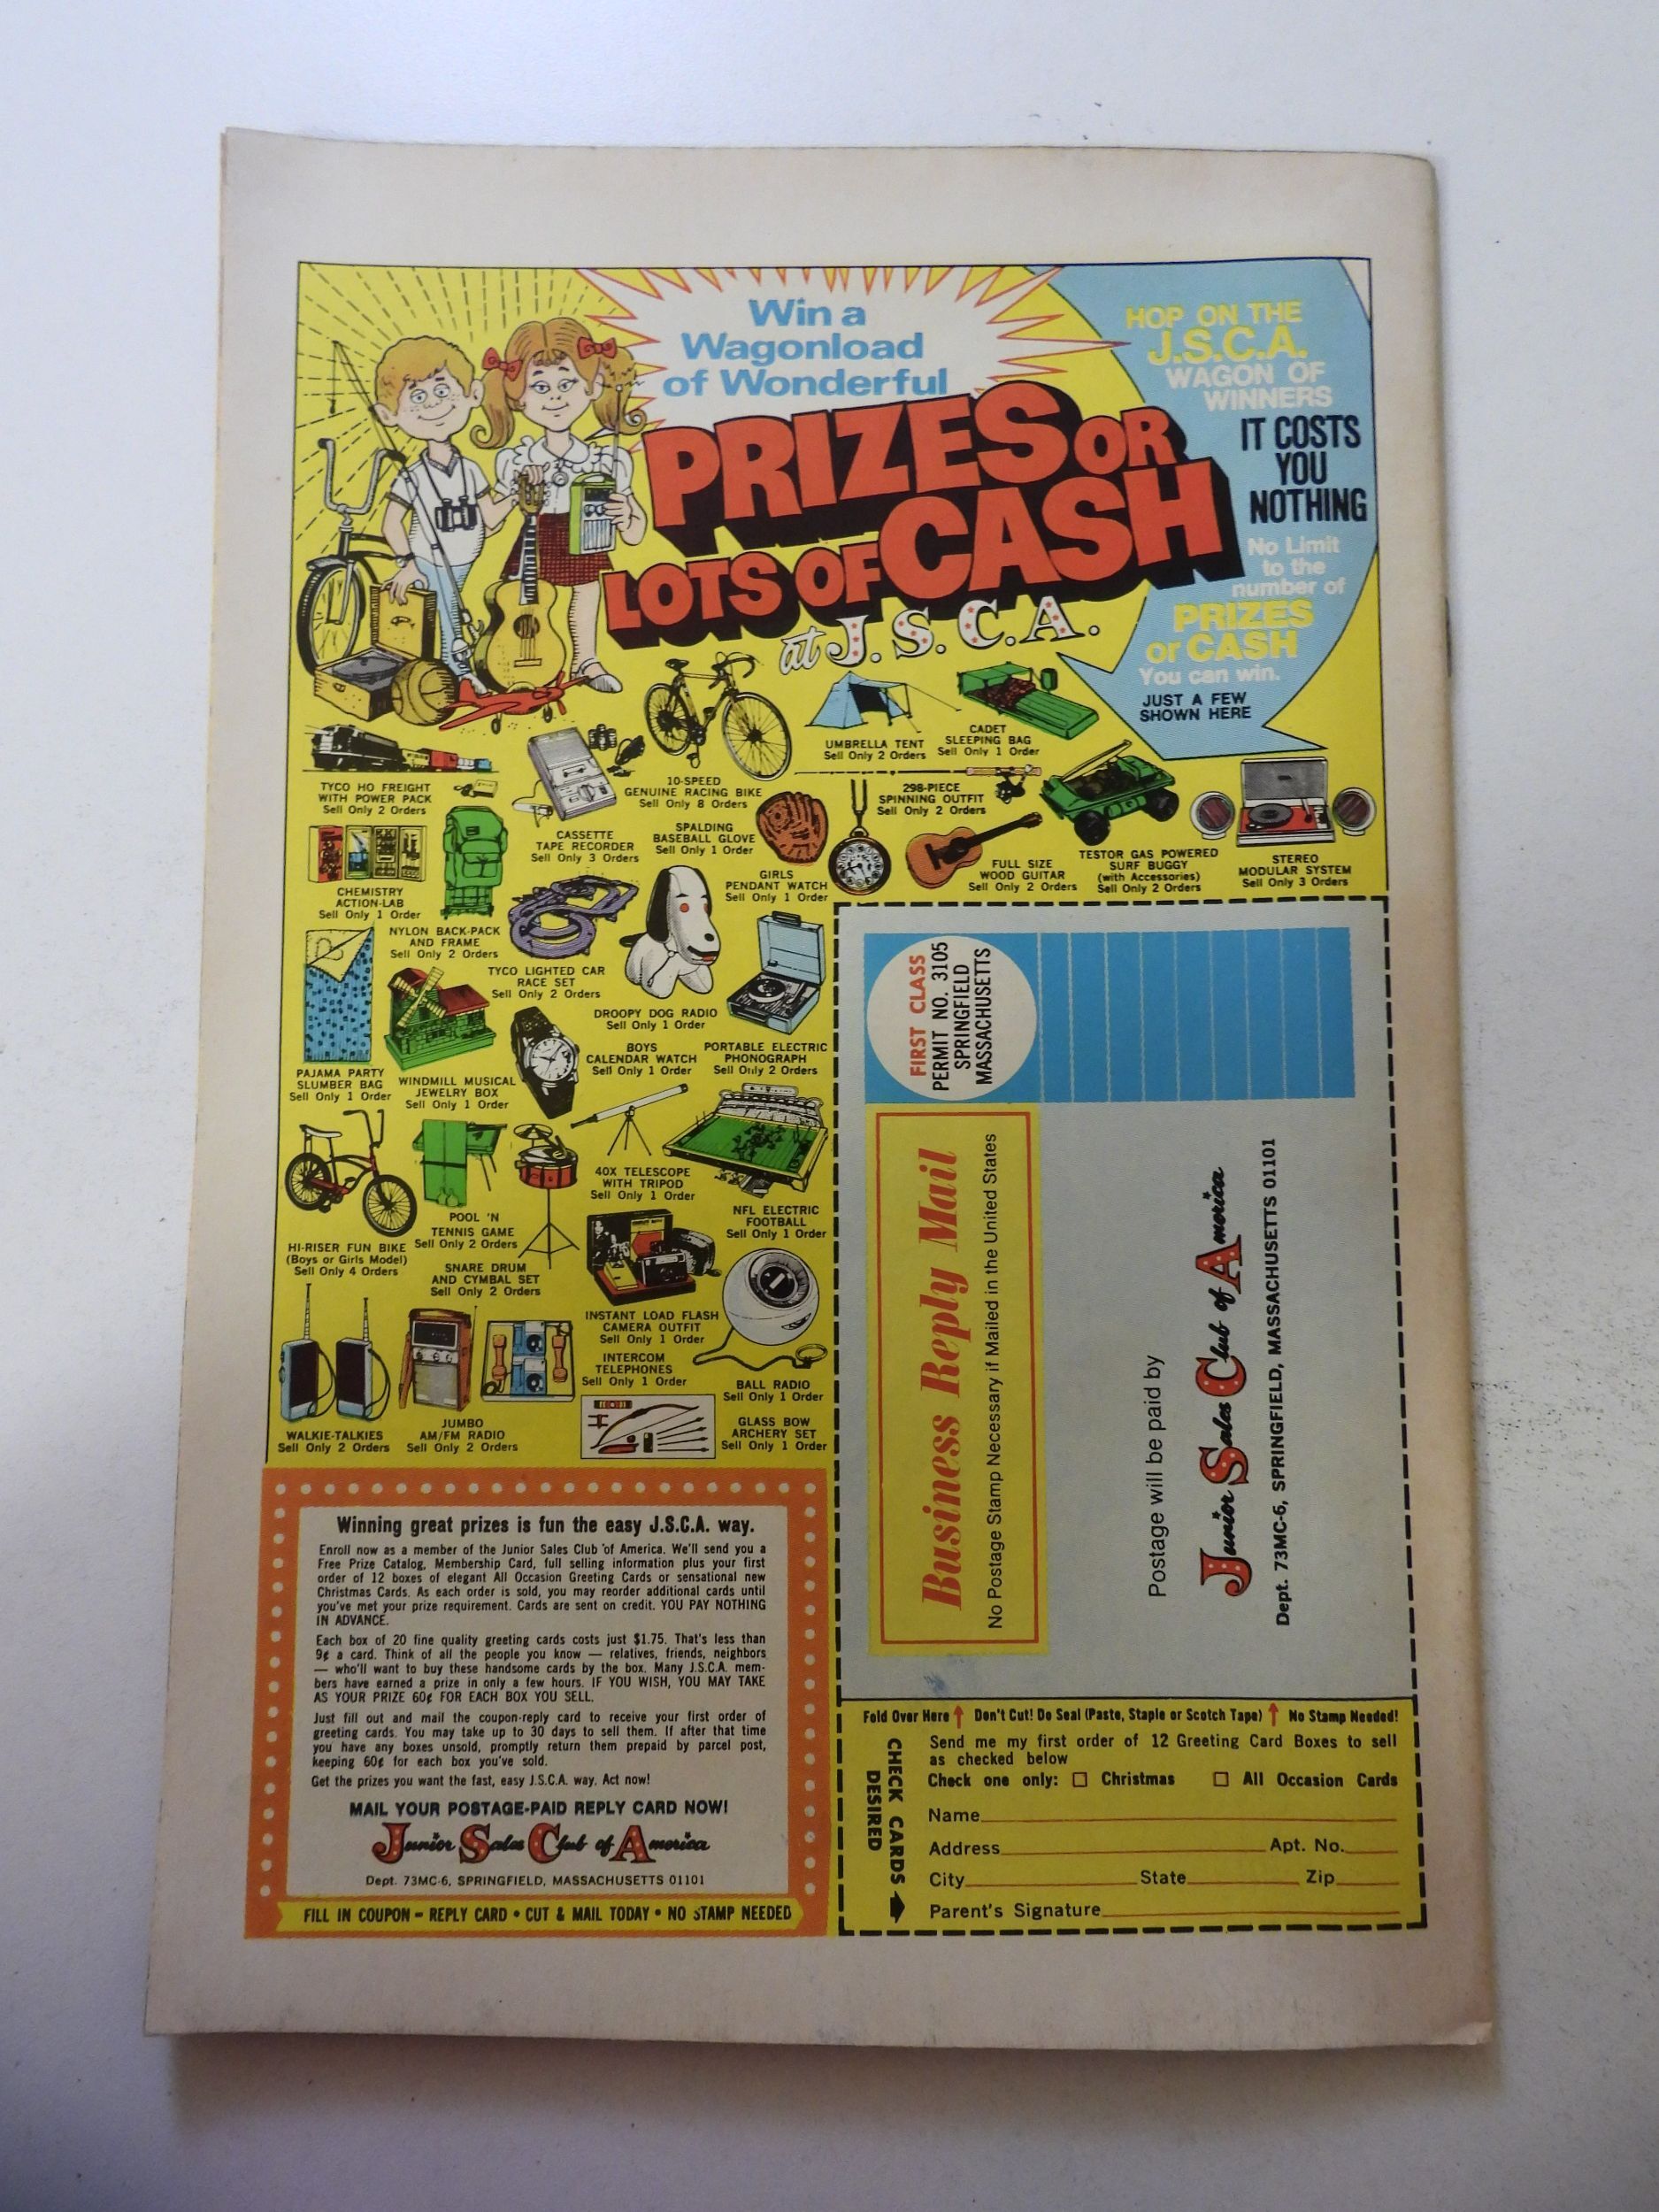 Win a
Wagonload
of Wonderful
PRIZES OR
LOTS OF CASH
at J.S.C.A.
HOP ON THE
J.S.C.A.
WAGON OF
WINNERS
IT COSTS
YOU
NOTHING
No Limit
to the
number of
PRIZES
or CASH
You can win.
JUST A FEW
SHOWN HERE
TYCO HO FREIGHT
WITH POWER PACK
Sell Only 2 Orders
CASSETTE
TAPE RECORDER
Sell Only 3 Orders
10-SPEED
GENUINE RACING BIKE
Sell Only 8 Orders
UMBRELLA TENT
Sell Only 2 Orders
CADET
SLEEPING BAG
Sell Only 1 Order
298-PIECE
SPINNING OUTFIT
Sell Only 2 Orders
SPALDING
BASEBALL GLOVE
Sell Only 1 Order
GIRLS
PENDANT WATCH
Sell Only 1 Order
FULL SIZE
WOOD GUITAR
Sell Only 2 Orders
TESTOR GAS POWERED
SURF BUGGY
(with Accessories)
Sell Only 2 Orders
STEREO
MODULAR SYSTEM
Sell Only 3 Orders
CHEMISTRY
ACTION-LAB
Sell Only 1 Order
NYLON BACK-PACK
AND FRAME
Sell Only 2 Orders
TYCO LIGHTED CAR
RACE SET
Sell Only 2 Orders
DROOPY DOG RADIO
Sell Only 1 Order
PAJAMA PARTY
SLUMBER BAG
Sell Only 1 Order
WINDMILL MUSICAL
JEWELRY BOX
Sell Only 1 Order
BOYS
CALENDAR WATCH
Sell Only 1 Order
PORTABLE ELECTRIC
PHONOGRAPH
Sell Only 2 Orders
HI-RISER FUN BIKE
(Boys or Girls Model)
Sell Only 4 Orders
POOL 'N
TENNIS GAME
Sell Only 2 Orders
SNARE DRUM
AND CYMBAL SET
Sell Only 2 Orders
40X TELESCOPE
WITH TRIPOD
Sell Only 1 Order
NFL ELECTRIC
FOOTBALL
Sell Only 1 Order
INSTANT LOAD FLASH
CAMERA OUTFIT
Sell Only 1 Order
INTERCOM
TELEPHONES
Sell Only 1 Order
BALL RADIO
Sell Only 1 Order
WALKIE-TALKIES
Sell Only 2 Orders
JUMBO
AM/FM RADIO
Sell Only 2 Orders
GLASS BOW
ARCHERY SET
Sell Only 1 Order
Winning great prizes is fun the easy J.S.C.A. way.
Enroll now as a member of the Junior Sales Club of America. We'll send you a
Free Prize Catalog, Membership Card, full selling information plus your first
order of 12 boxes of elegant All Occasion Greeting Cards or sensational new
Christmas Cards. As each order is sold, you may reorder additional cards until
you've met your prize requirement. Cards are sent on credit. YOU PAY NOTHING
IN ADVANCE.
Each box of 20 fine quality greeting cards costs just $1.75. That's less than
9¢ a card. Think of all the people you know — relatives, friends, neighbors
— who'll want to buy these handsome cards by the box. Many J.S.C.A. mem-
bers have earned a prize in only a few hours. IF YOU WISH, YOU MAY TAKE
AS YOUR PRIZE 60¢ FOR EACH BOX YOU SELL.
Just fill out and mail the coupon-reply card to receive your first order of
greeting cards. You may take up to 30 days to sell them. If after that time
you have any boxes unsold, promptly return them prepaid by parcel post,
keeping 60¢ for each box you've sold.
Get the prizes you want the fast, easy J.S.C.A. way. Act now!
MAIL YOUR POSTAGE-PAID REPLY CARD NOW!
Junior Sales Club of America
Dept. 73MC-6, SPRINGFIELD, MASSACHUSETTS 01101
FILL IN COUPON - REPLY CARD • CUT & MAIL TODAY • NO STAMP NEEDED
FIRST CLASS
PERMIT NO. 3105
SPRINGFIELD
MASSACHUSETTS
Business Reply Mail
No Postage Stamp Necessary if Mailed in the United States
Postage will be paid by
Junior Sales Club of America
Dept. 73MC-6, SPRINGFIELD, MASSACHUSETTS 01101
Fold Over Here ↑ Don't Cut! Do Seal (Paste, Staple or Scotch Tape) ↑ No Stamp Needed!
CHECK CARDS
DESIRED
Send me my first order of 12 Greeting Card Boxes to sell
as checked below
Check one only: □ Christmas □ All Occasion Cards
Name
Address Apt. No.
City State Zip
Parent's Signature